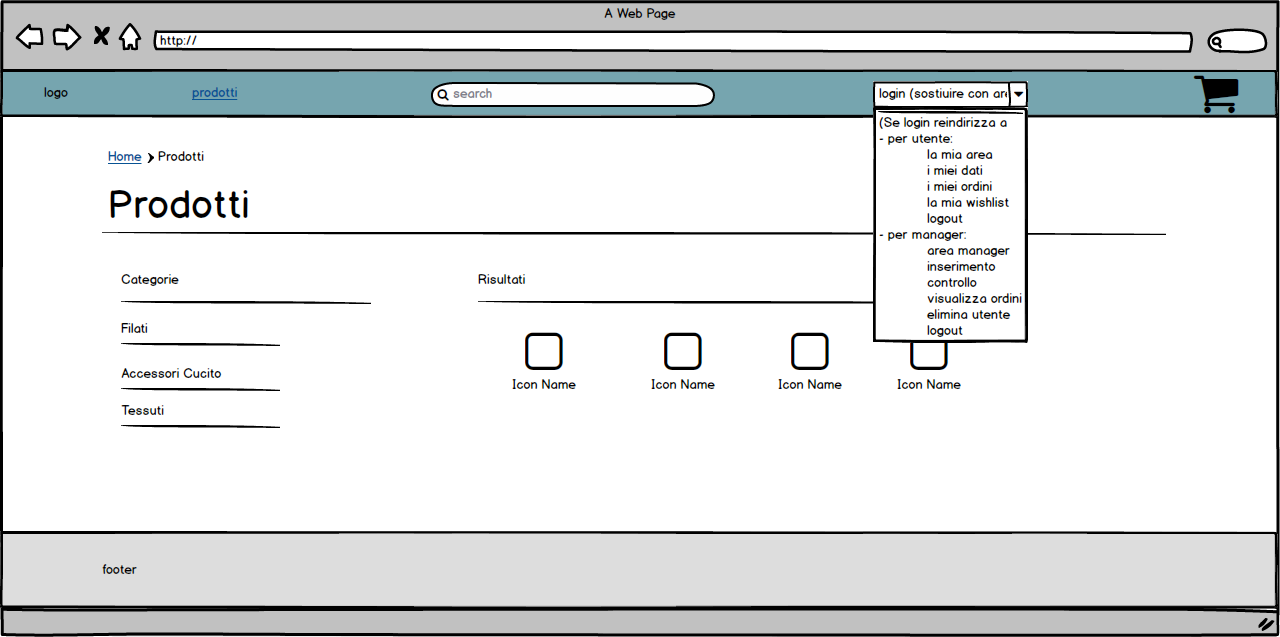 A Web Page
http://
logo
prodotti
search
login (sostiuire con are
(Se login reindirizza a
- per utente:
la mia area
i miei dati
i miei ordini
la mia wishlist
logout
- per manager:
area manager
inserimento
controllo
visualizza ordini
elimina utente
logout
Home Prodotti
Prodotti
Categorie
Filati
Accessori Cucito
Tessuti
Risultati
Icon Name
Icon Name
Icon Name
Icon Name
footer